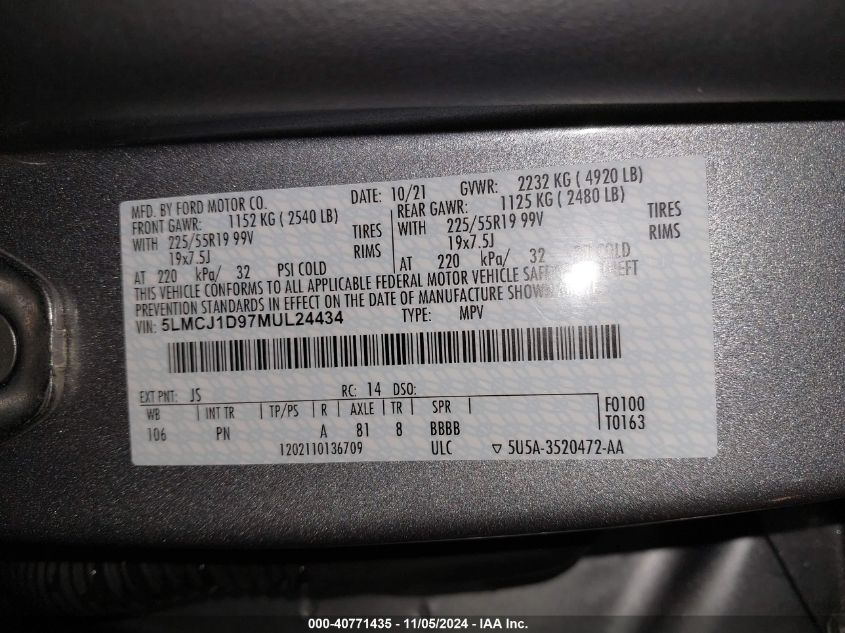 MFD. BY FORD MOTOR CO. DATE: 10/21 GVWR: 2232 KG ( 4920 LB)
FRONT GAWR: 1152 KG ( 2540 LB) REAR GAWR: 1125 KG ( 2480 LB)
WITH 225/55R19 99V TIRES WITH 225/55R19 99V TIRES
19x7.5J RIMS 19x7.5J RIMS
AT 220 kPa/ 32 PSI COLD AT 220 kPa/ 32 PSI COLD
THIS VEHICLE CONFORMS TO ALL APPLICABLE FEDERAL MOTOR VEHICLE SAFETY THEFT
PREVENTION STANDARDS IN EFFECT ON THE DATE OF MANUFACTURE SHOWN
VIN: 5LMCJ1D97MUL24434 TYPE: MPV
EXT PNT: JS RC: 14 DSO:
WB INT TR TP/PS R AXLE TR SPR F0100
106 PN A 81 8 BBBB T0163
1202110136709 ULC ▽ 5U5A-3520472-AA
000-40771435 - 11/05/2024 - IAA Inc.